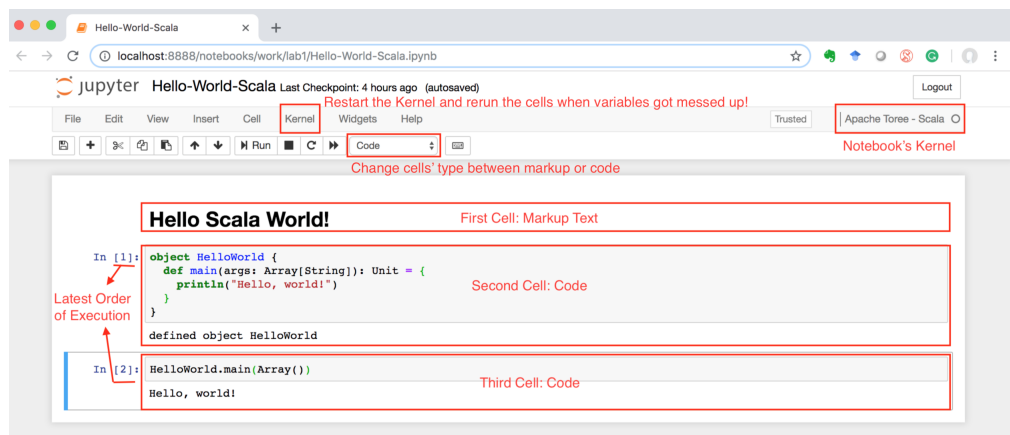 Hello-World-Scala
localhost:8888/notebooks/work/lab1/Hello-World-Scala.ipynb
jupyter Hello-World-Scala Last Checkpoint: 4 hours ago (autosaved) Logout
Restart the Kernel and rerun the cells when variables got messed up!
File Edit View Insert Cell Kernel Widgets Help Trusted Apache Toree - Scala
Run Code Notebook's Kernel
Change cells' type between markup or code
Hello Scala World! First Cell: Markup Text
In [1]: object HelloWorld {
def main(args: Array[String]): Unit = {
println("Hello, world!") Second Cell: Code
}
}
Latest Order
of Execution
defined object HelloWorld
In [2]: HelloWorld.main(Array())
Third Cell: Code
Hello, world!